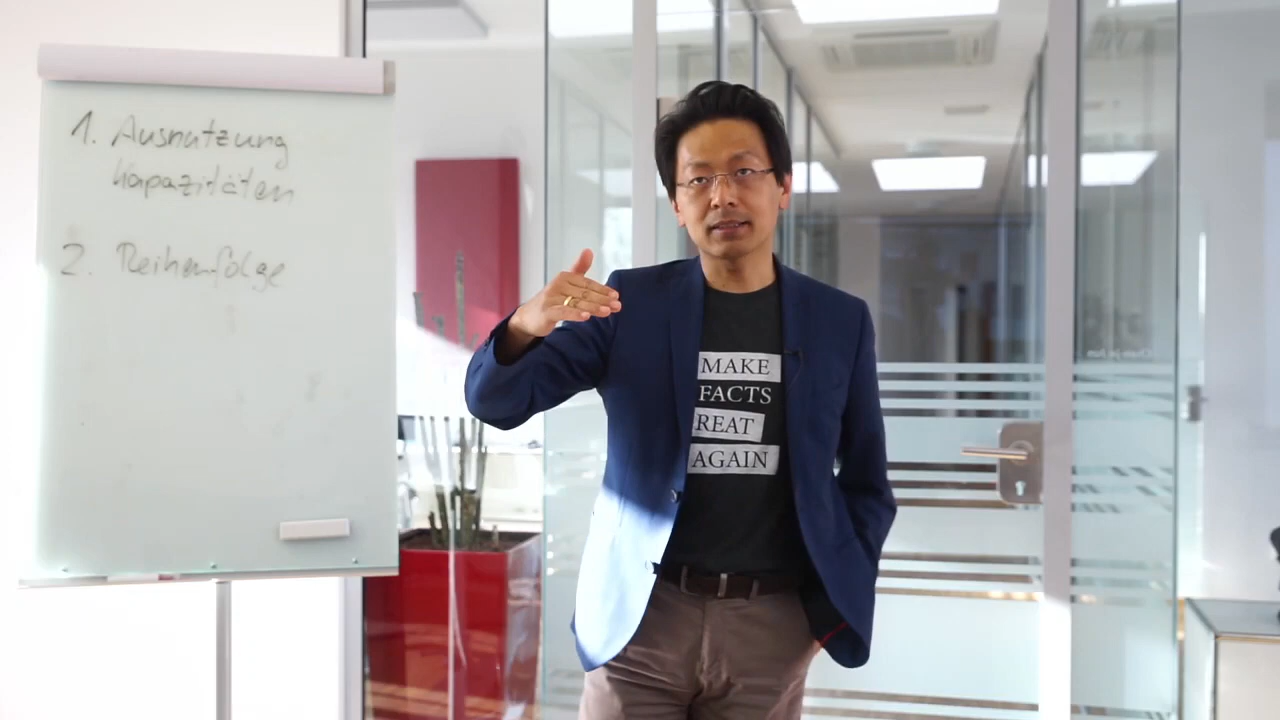 1. Ausnutzung
Kapazitäten
2. Reihenfolge
MAKE
FACTS
REAT
AGAIN